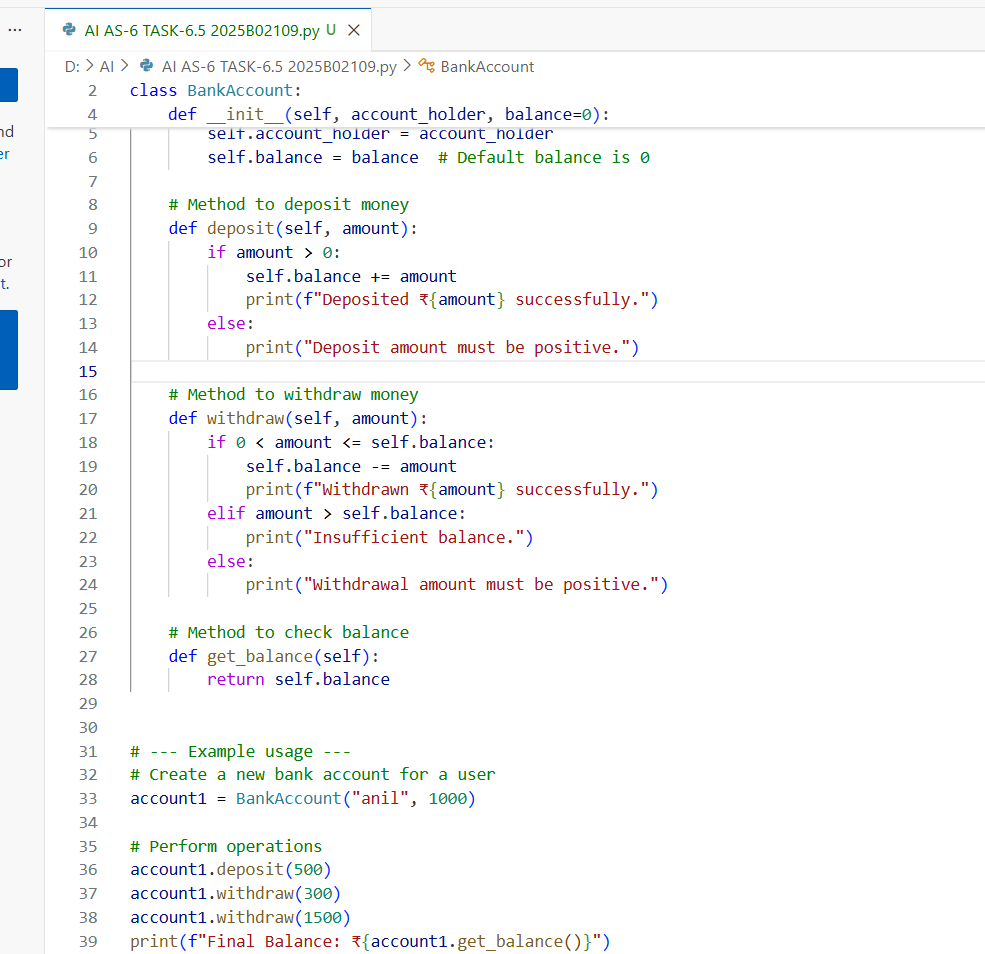 ...
AI AS-6 TASK-6.5 2025B02109.py U
D: > AI > AI AS-6 TASK-6.5 2025B02109.py > BankAccount
2 class BankAccount:
4     def __init__(self, account_holder, balance=0):
5         self.account_holder = account_holder
6         self.balance = balance  # Default balance is 0
7
8     # Method to deposit money
9     def deposit(self, amount):
10         if amount > 0:
11             self.balance += amount
12             print(f"Deposited ₹{amount} successfully.")
13         else:
14             print("Deposit amount must be positive.")
15
16     # Method to withdraw money
17     def withdraw(self, amount):
18         if 0 < amount <= self.balance:
19             self.balance -= amount
20             print(f"Withdrawn ₹{amount} successfully.")
21         elif amount > self.balance:
22             print("Insufficient balance.")
23         else:
24             print("Withdrawal amount must be positive.")
25
26     # Method to check balance
27     def get_balance(self):
28         return self.balance
29
30
31 # --- Example usage ---
32 # Create a new bank account for a user
33 account1 = BankAccount("anil", 1000)
34
35 # Perform operations
36 account1.deposit(500)
37 account1.withdraw(300)
38 account1.withdraw(1500)
39 print(f"Final Balance: ₹{account1.get_balance()}")